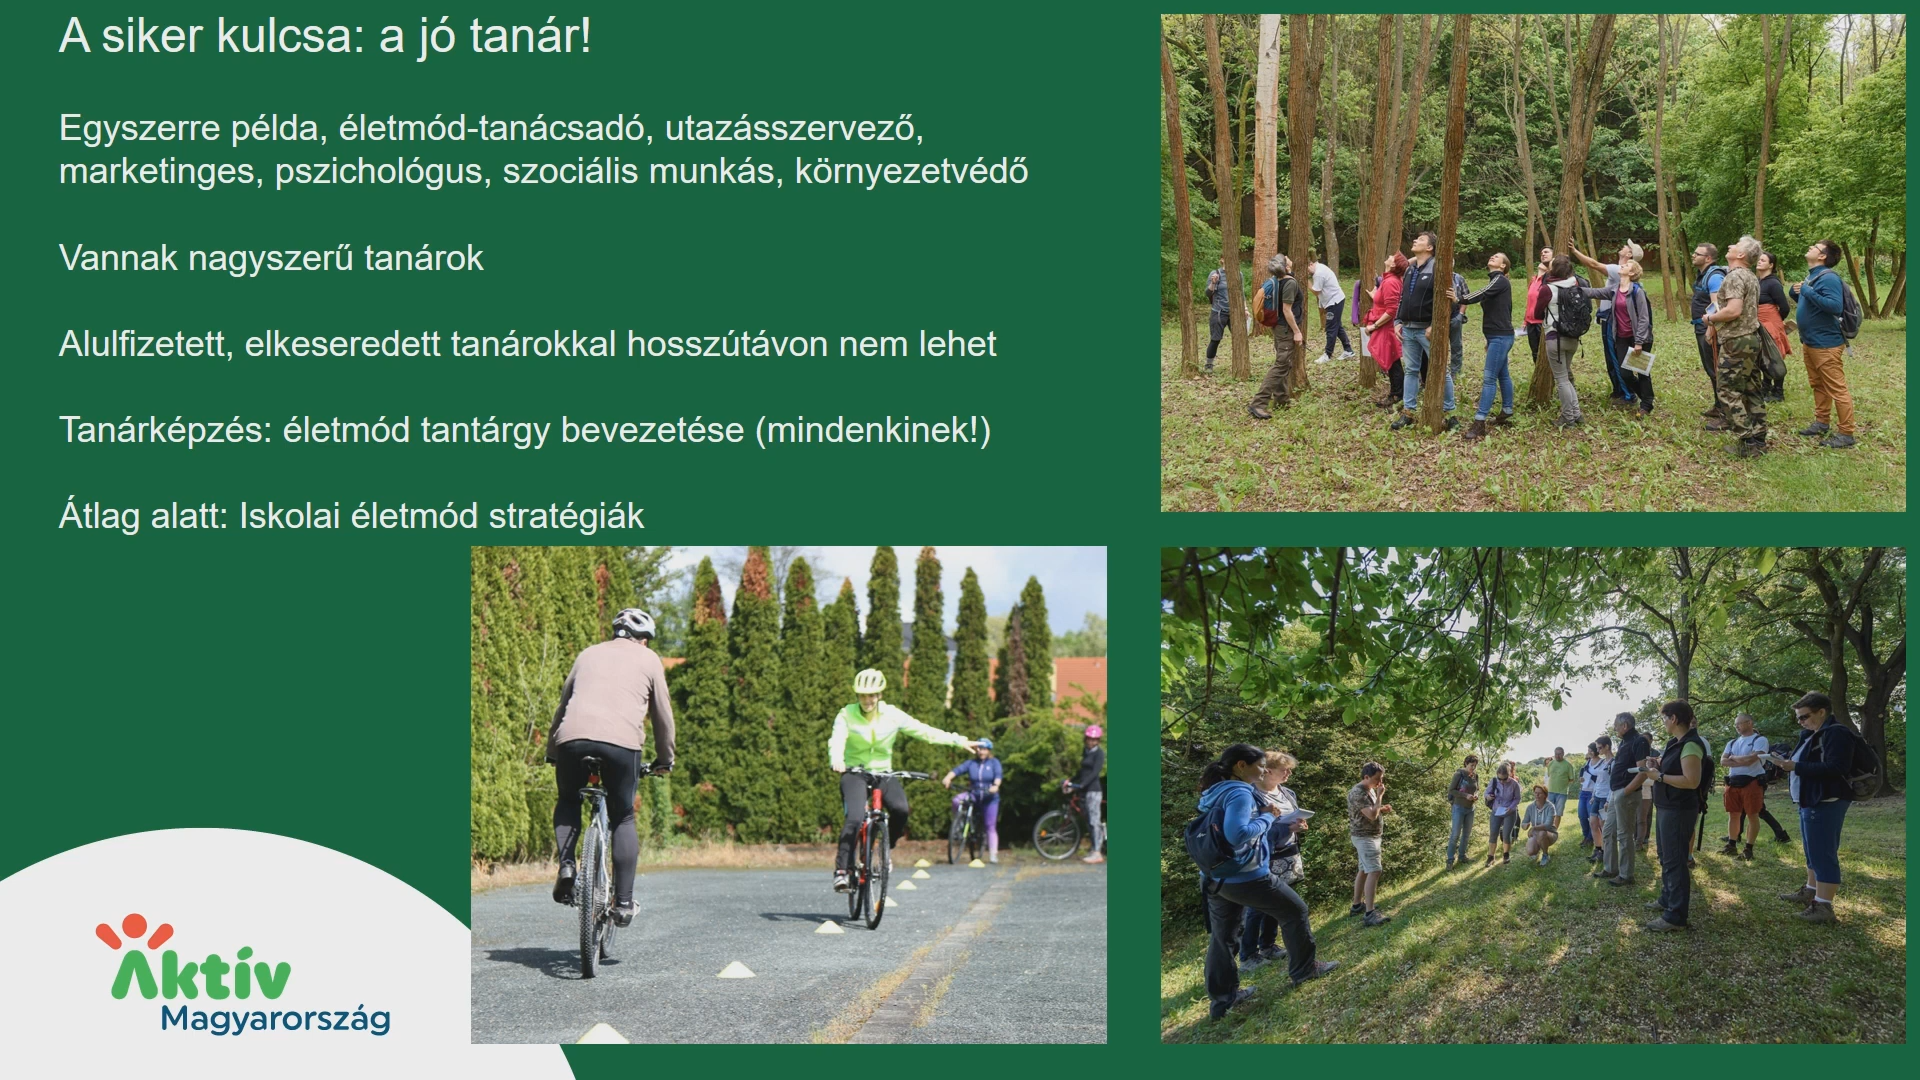 A siker kulcsa: a jó tanár!
Egyszerre példa, életmód-tanácsadó, utazásszervező,
marketinges, pszichológus, szociális munkás, környezetvédő
Vannak nagyszerű tanárok
Alulfizetett, elkeseredett tanárokkal hosszútávon nem lehet
Tanárképzés: életmód tantárgy bevezetése (mindenkinek!)
Átlag alatt: Iskolai életmód stratégiák
Aktív
Magyarország